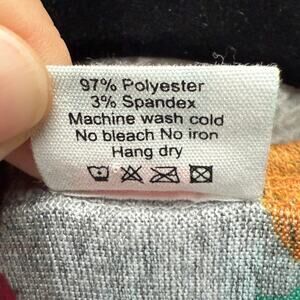 97% Polyester
3% Spandex
Machine wash cold
No bleach No iron
Hang dry